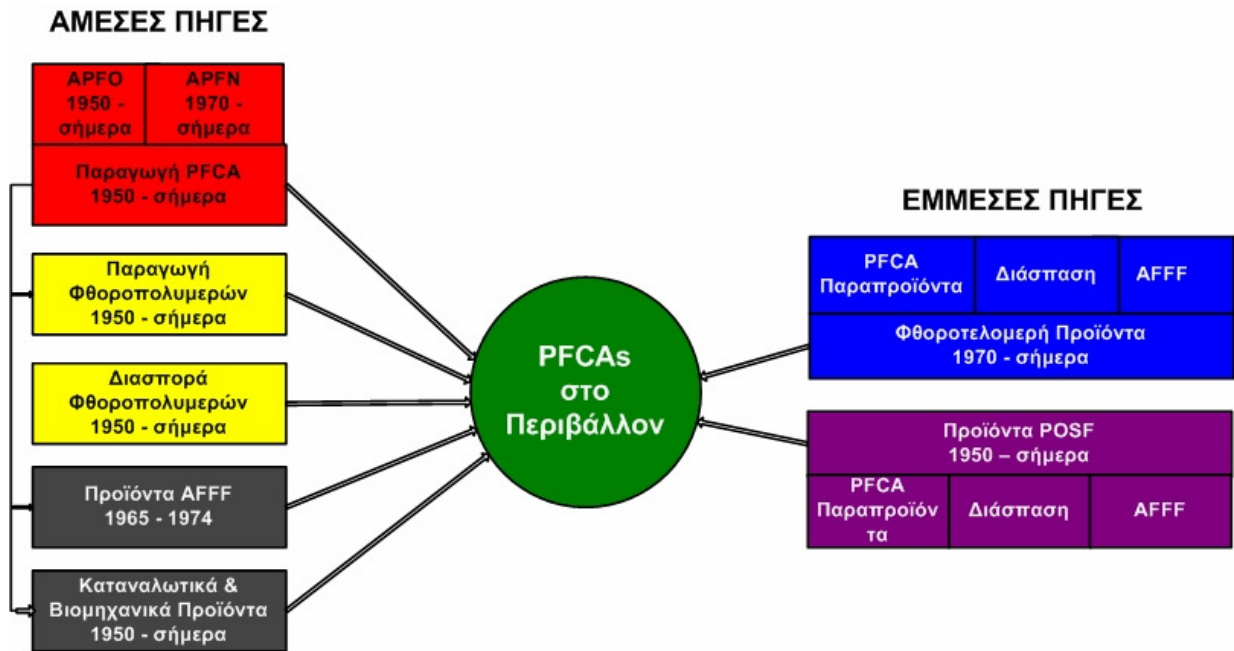 ΑΜΕΣΕΣ ΠΗΓΕΣ
APFO
1950 -
σήμερα
APFN
1970 -
σήμερα
Παραγωγή PFCA
1950 - σήμερα
Παραγωγή
Φθοροπολυμερών
1950 - σήμερα
Διασπορά
Φθοροπολυμερών
1950 - σήμερα
Προϊόντα AFFF
1965 - 1974
Καταναλωτικά &
Βιομηχανικά Προϊόντα
1950 - σήμερα
PFCAs
στο
Περιβάλλον
ΕΜΜΕΣΕΣ ΠΗΓΕΣ
PFCA
Παραπροϊόντα
Διάσπαση
AFFF
Φθοροτελομερή Προϊόντα
1970 - σήμερα
Προϊόντα POSF
1950 – σήμερα
PFCA
Παραπροϊόν
τα
Διάσπαση
AFFF